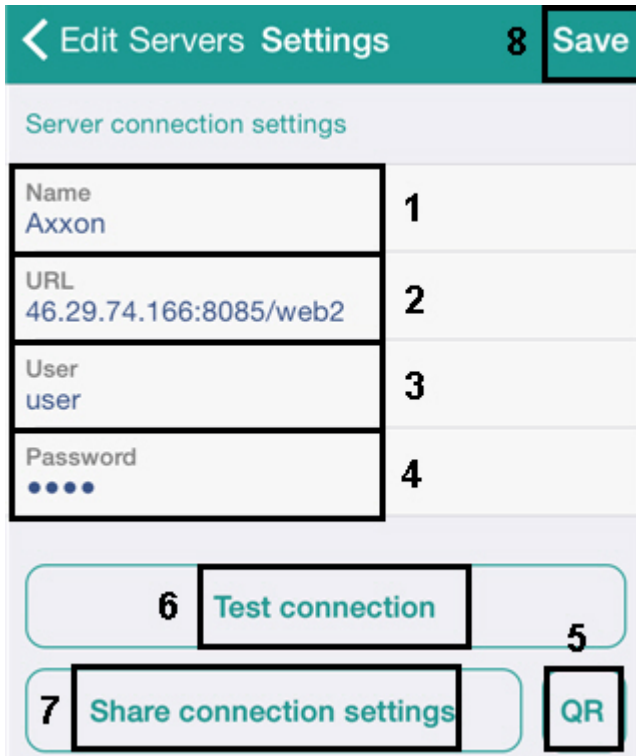 Edit Servers Settings 8 Save
Server connection settings
Name
Axxon
1
URL
46.29.74.166:8085/web2
2
User
user
3
Password
••••
4
6 Test connection
5
7 Share connection settings QR